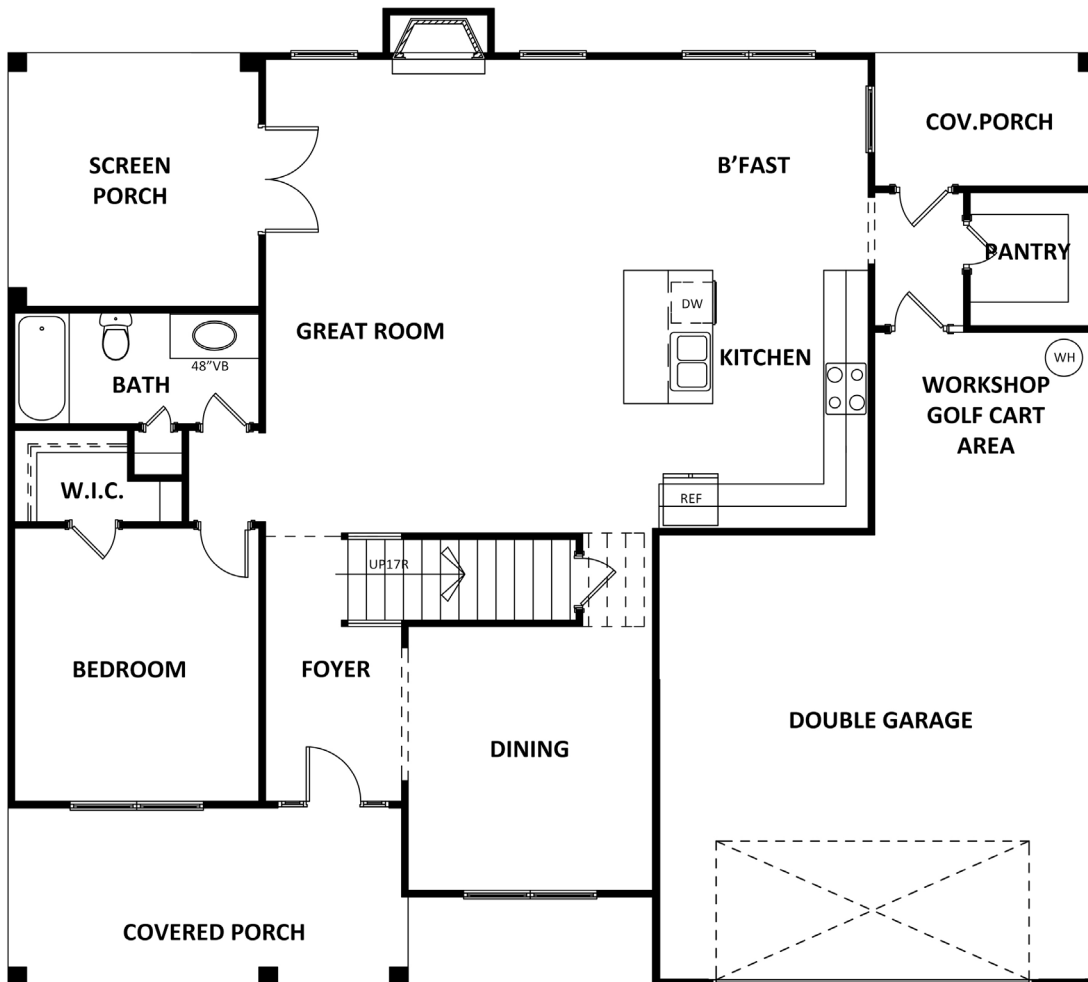 SCREEN
PORCH
COV.PORCH
B'FAST
PANTRY
DW
GREAT ROOM
KITCHEN
48"VB
BATH
WH
WORKSHOP
GOLF CART
AREA
W.I.C.
REF
UP17R
BEDROOM
FOYER
DINING
DOUBLE GARAGE
COVERED PORCH